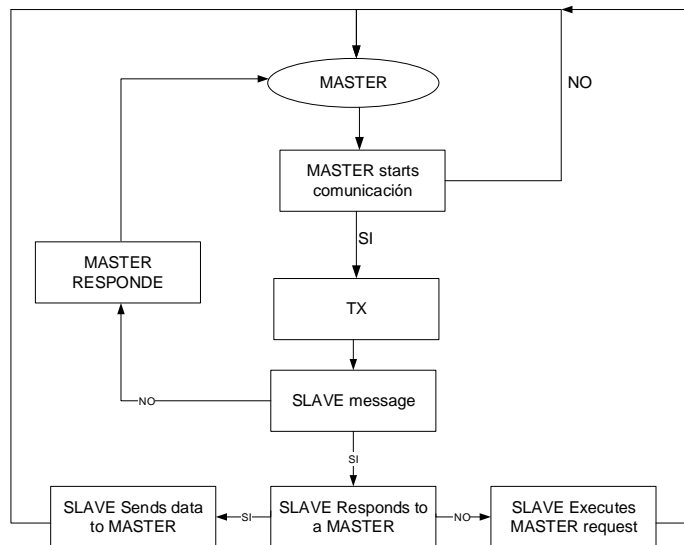 MASTER
NO
MASTER starts
comunicación
SI
MASTER
RESPONDE
TX
NO
SLAVE message
SI
SLAVE Sends data
to MASTER
SI
SLAVE Responds to
a MASTER
NO
SLAVE Executes
MASTER request